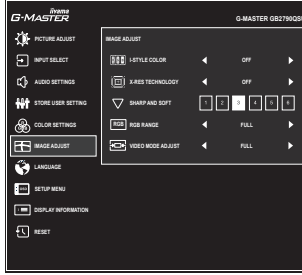 iiyama
G-MASTER
G-MASTER GB2790QSU
PICTURE ADJUST
INPUT SELECT
AUDIO SETTINGS
STORE USER SETTING
COLOR SETTINGS
IMAGE ADJUST
LANGUAGE
SETUP MENU
DISPLAY INFORMATION
RESET
IMAGE ADJUST
I-STYLE COLOR OFF
X-RES TECHNOLOGY OFF
SHARP AND SOFT 1 2 3 4 5 6
RGB RGB RANGE FULL
VIDEO MODE ADJUST FULL